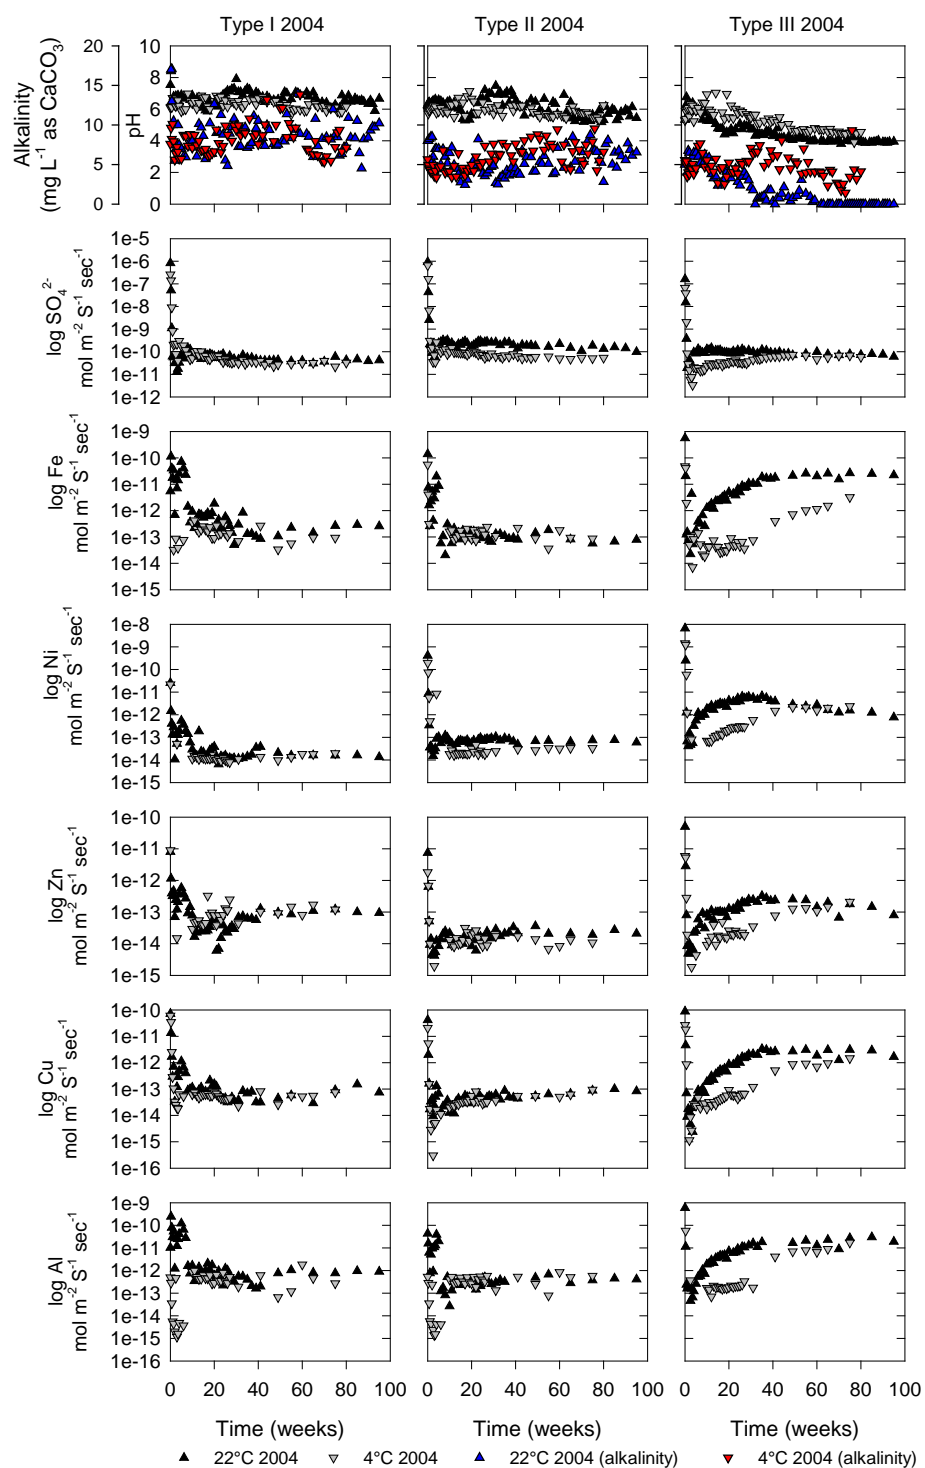 Type I 2004 Type II 2004 Type III 2004
Alkalinity
(mg L⁻¹ as CaCO₃)
20
15
10
5
0
pH
10
8
6
4
2
0
log SO₄²⁻
mol m⁻² S⁻¹ sec⁻¹
1e-5
1e-6
1e-7
1e-8
1e-9
1e-10
1e-11
1e-12
log Fe
mol m⁻² S⁻¹ sec⁻¹
1e-9
1e-10
1e-11
1e-12
1e-13
1e-14
1e-15
log Ni
mol m⁻² S⁻¹ sec⁻¹
1e-8
1e-9
1e-10
1e-11
1e-12
1e-13
1e-14
1e-15
log Zn
mol m⁻² S⁻¹ sec⁻¹
1e-10
1e-11
1e-12
1e-13
1e-14
1e-15
log Cu
mol m⁻² S⁻¹ sec⁻¹
1e-10
1e-11
1e-12
1e-13
1e-14
1e-15
1e-16
log Al
mol m⁻² S⁻¹ sec⁻¹
1e-9
1e-10
1e-11
1e-12
1e-13
1e-14
1e-15
1e-16
0 20 40 60 80 100 0 20 40 60 80 100 0 20 40 60 80 100
Time (weeks) Time (weeks) Time (weeks)
22°C 2004 4°C 2004 22°C 2004 (alkalinity) 4°C 2004 (alkalinity)